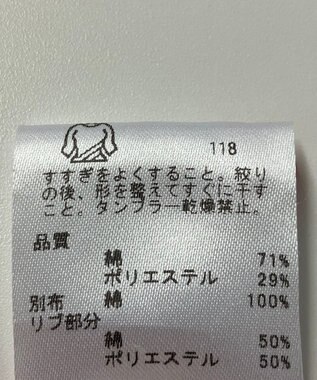 118
すすぎをよくすること。絞り
の後、形を整えてすぐに干す
こと。タンブラー乾燥禁止。
品質
綿 71%
ポリエステル 29%
別布 綿 100%
リブ部分
綿 50%
ポリエステル 50%